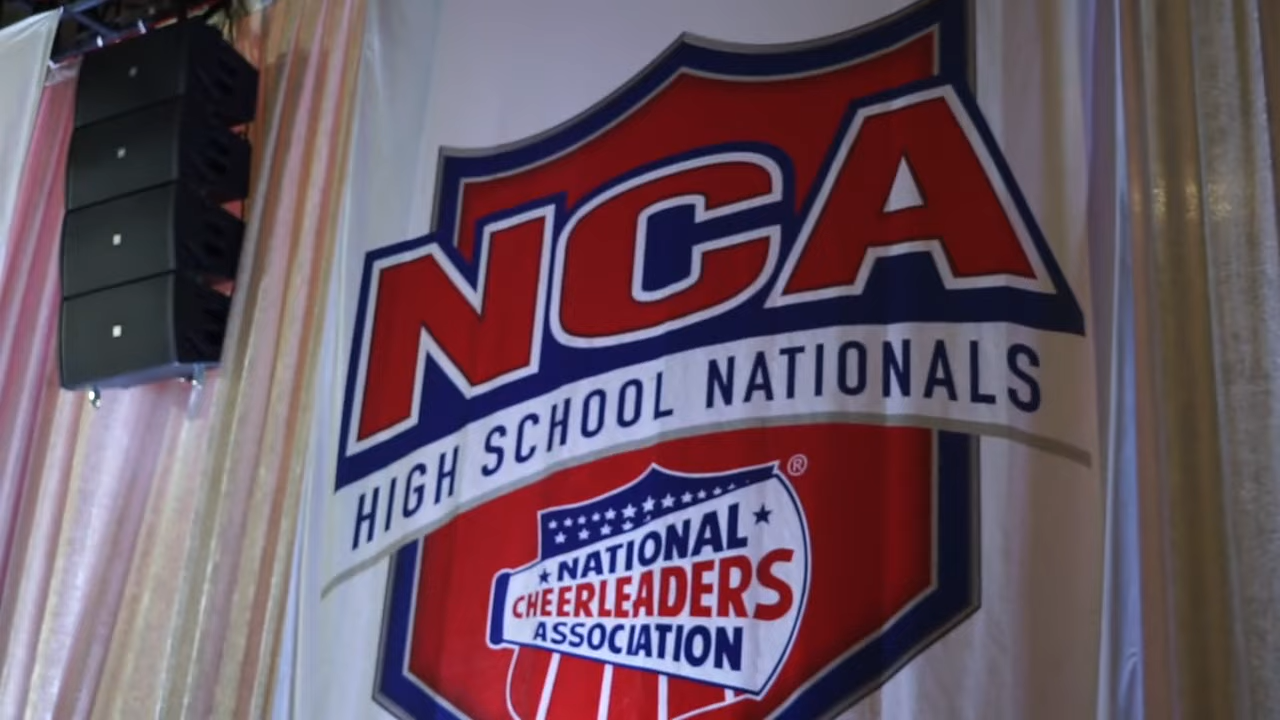 NCA
HIGH SCHOOL NATIONALS
®
NATIONAL
CHEERLEADERS
ASSOCIATION